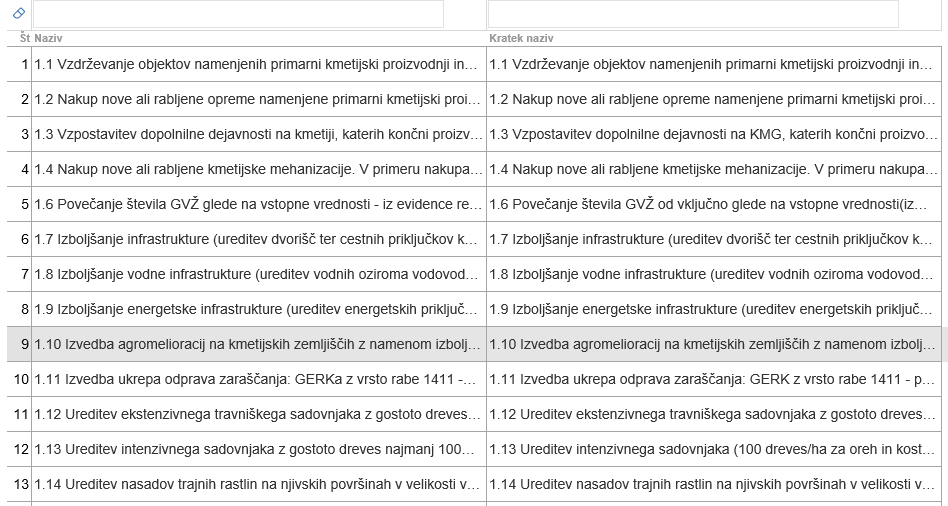 Št Naziv Kratek naziv
1 1.1 Vzdrževanje objektov namenjenih primarni kmetijski proizvodnji in... 1.1 Vzdrževanje objektov namenjenih primarni kmetijski proizvodnji in...
2 1.2 Nakup nove ali rabljene opreme namenjene primarni kmetijski proi... 1.2 Nakup nove ali rabljene opreme namenjene primarni kmetijski proi...
3 1.3 Vzpostavitev dopolnilne dejavnosti na kmetiji, katerih končni proizv... 1.3 Vzpostavitev dopolnilne dejavnosti na KMG, katerih končni proizvo...
4 1.4 Nakup nove ali rabljene kmetijske mehanizacije. V primeru nakupa... 1.4 Nakup nove ali rabljene kmetijske mehanizacije. V primeru nakupa...
5 1.6 Povečanje števila GVŽ glede na vstopne vrednosti - iz evidence re... 1.6 Povečanje števila GVŽ od vključno glede na vstopne vrednosti(iz...
6 1.7 Izboljšanje infrastrukture (ureditev dvorišč ter cestnih priključkov k... 1.7 Izboljšanje infrastrukture (ureditev dvorišč ter cestnih priključkov k...
7 1.8 Izboljšanje vodne infrastrukture (ureditev vodnih oziroma vodovod... 1.8 Izboljšanje vodne infrastrukture (ureditev vodnih oziroma vodovod...
8 1.9 Izboljšanje energetske infrastrukture (ureditev energetskih priključ... 1.9 Izboljšanje energetske infrastrukture (ureditev energetskih priključ...
9 1.10 Izvedba agromelioracij na kmetijskih zemljiščih z namenom izbolj... 1.10 Izvedba agromelioracij na kmetijskih zemljiščih z namenom izbolj...
10 1.11 Izvedba ukrepa odprava zaraščanja: GERKa z vrsto rabe 1411 -... 1.11 Izvedba ukrepa odprava zaraščanja: GERK z vrsto rabe 1411 - p...
11 1.12 Ureditev ekstenzivnega travniškega sadovnjaka z gostoto dreves... 1.12 Ureditev ekstenzivnega travniškega sadovnjaka z gostoto dreves...
12 1.13 Ureditev intenzivnega sadovnjaka z gostoto dreves najmanj 100... 1.13 Ureditev intenzivnega sadovnjaka (100 dreves/ha za oreh in kost...
13 1.14 Ureditev nasadov trajnih rastlin na njivskih površinah v velikosti v... 1.14 Ureditev nasadov trajnih rastlin na njivskih površinah v velikosti v...